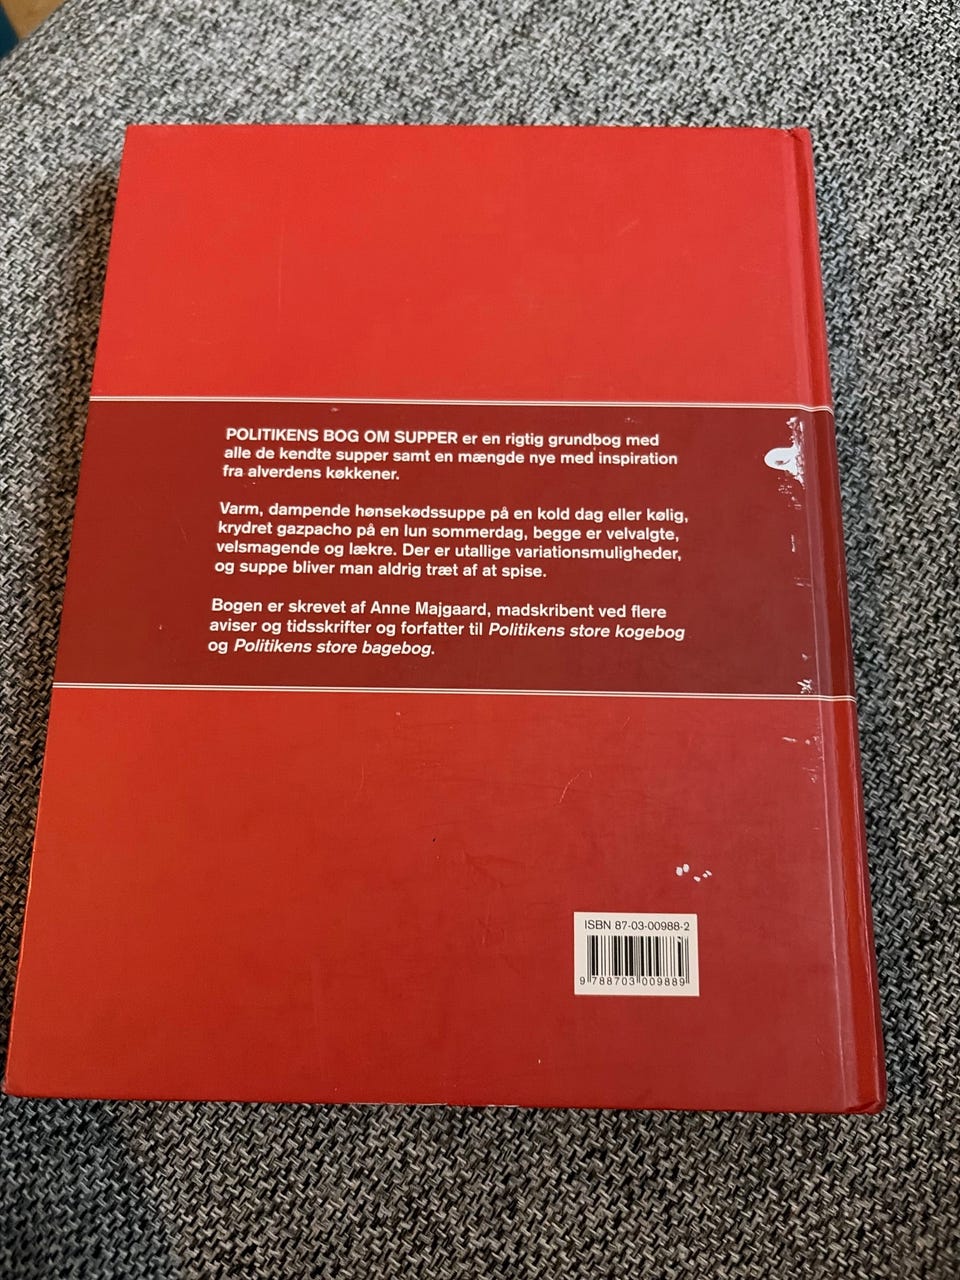 POLITIKENS BOG OM SUPPER er en rigtig grundbog med
alle de kendte supper samt en mængde nye med inspiration
fra alverdens køkkener.
Varm, dampende hønsekødssuppe på en kold dag eller kølig,
krydret gazpacho på en lun sommerdag, begge er velvalgte,
velsmagende og lækre. Der er utallige variationsmuligheder,
og suppe bliver man aldrig træt af at spise.
Bogen er skrevet af Anne Majgaard, madskribent ved flere
aviser og tidsskrifter og forfatter til Politikens store kogebog
og Politikens store bagebog.
ISBN 87-03-00988-2
9 788703 009889